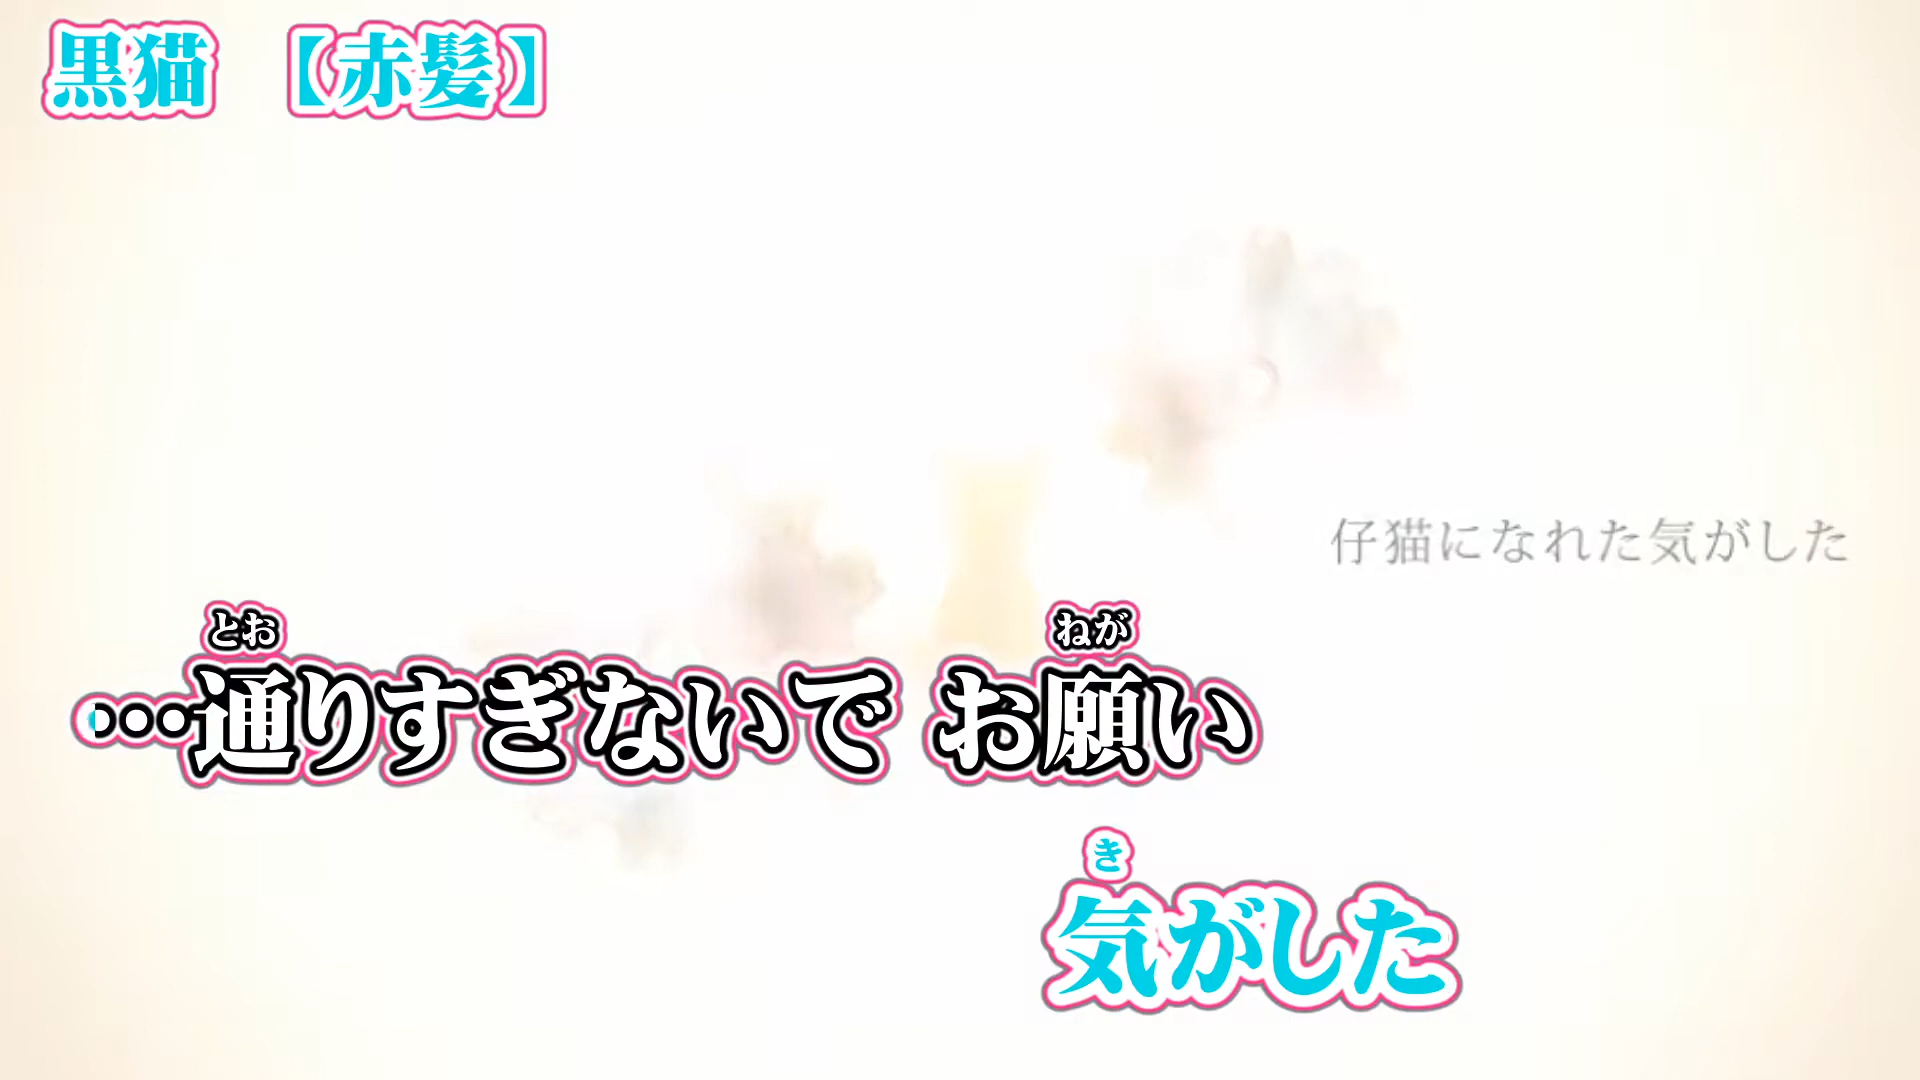 黒猫　【赤髪】
仔猫になれた気がした
とお ねが
…通りすぎないで お願い
き
気がした